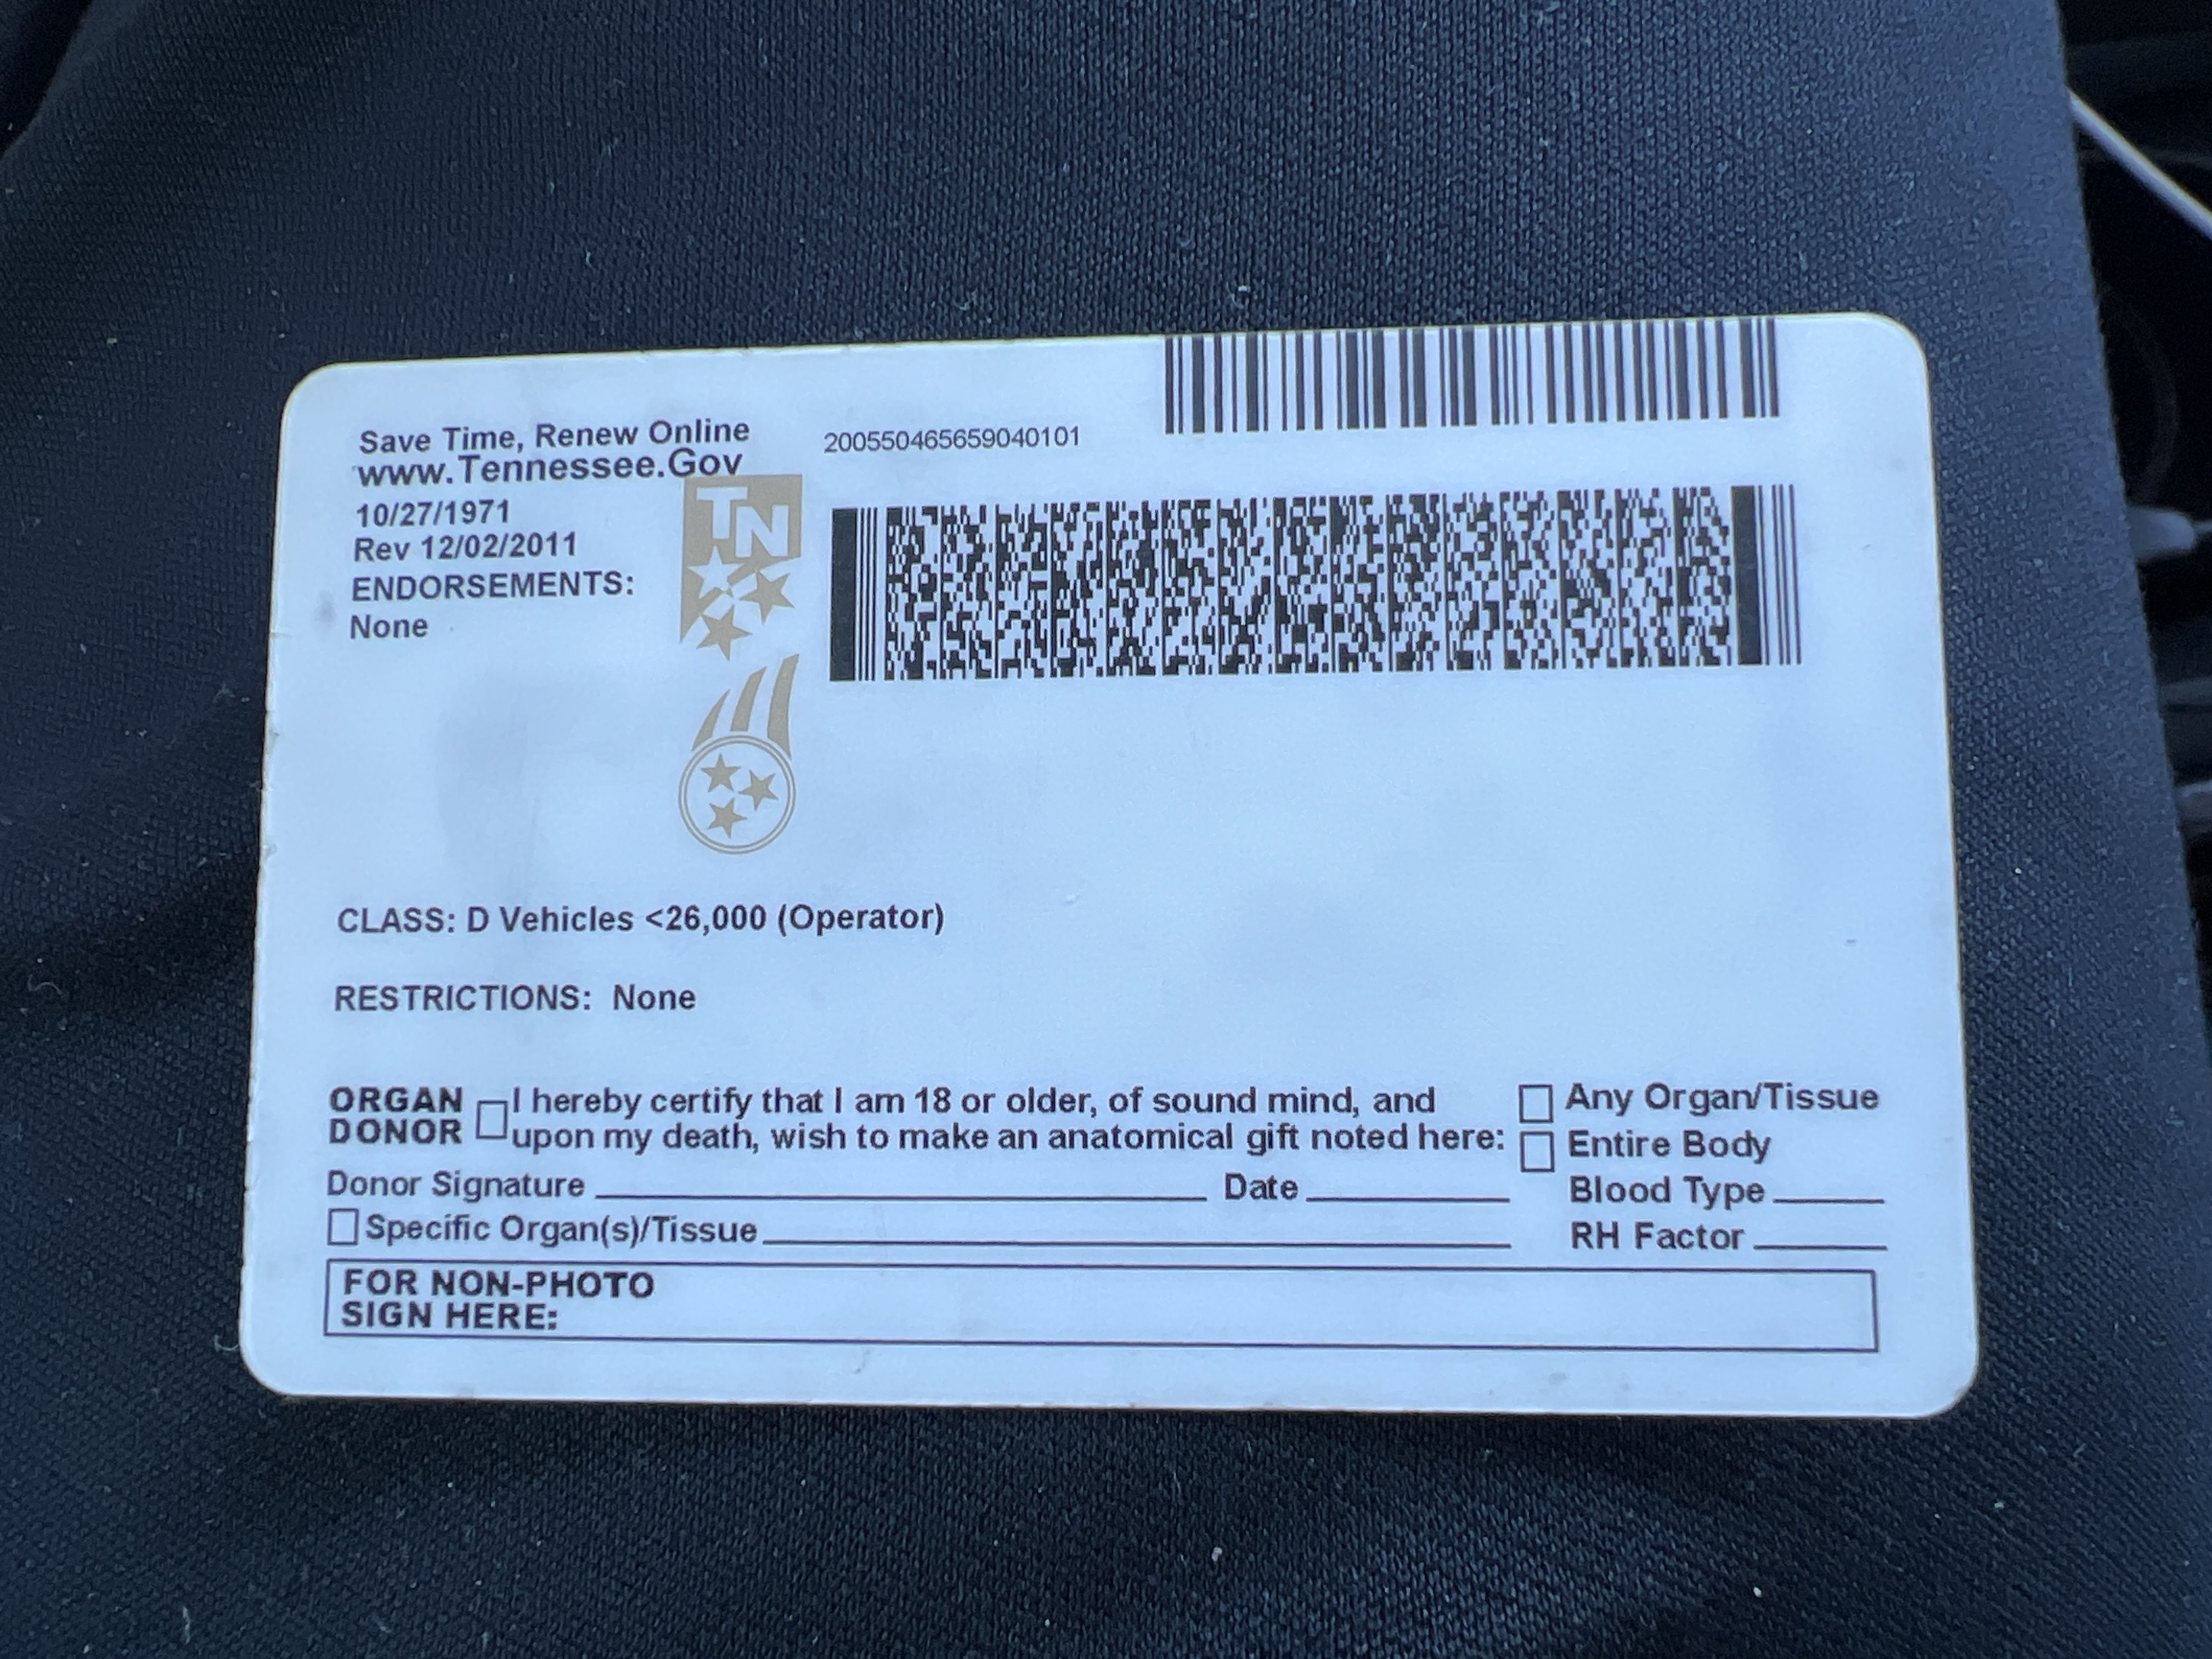 Save Time, Renew Online
www.Tennessee.Gov
10/27/1971
Rev 12/02/2011
ENDORSEMENTS:
None
TN
200550465659040101
CLASS: D Vehicles <26,000 (Operator)
RESTRICTIONS: None
ORGAN DONOR
I hereby certify that I am 18 or older, of sound mind, and
upon my death, wish to make an anatomical gift noted here:
Any Organ/Tissue
Entire Body
Donor Signature Date Blood Type
Specific Organ(s)/Tissue RH Factor
FOR NON-PHOTO
SIGN HERE: